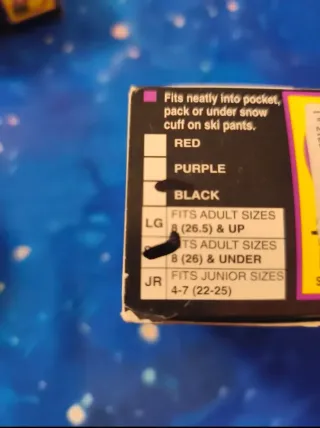 Fits neatly into pocket,
pack or under snow
cuff on ski pants.
RED
PURPLE
BLACK
LG FITS ADULT SIZES
8 (26.5) & UP
FITS ADULT SIZES
8 (26) & UNDER
JR FITS JUNIOR SIZES
4-7 (22-25)